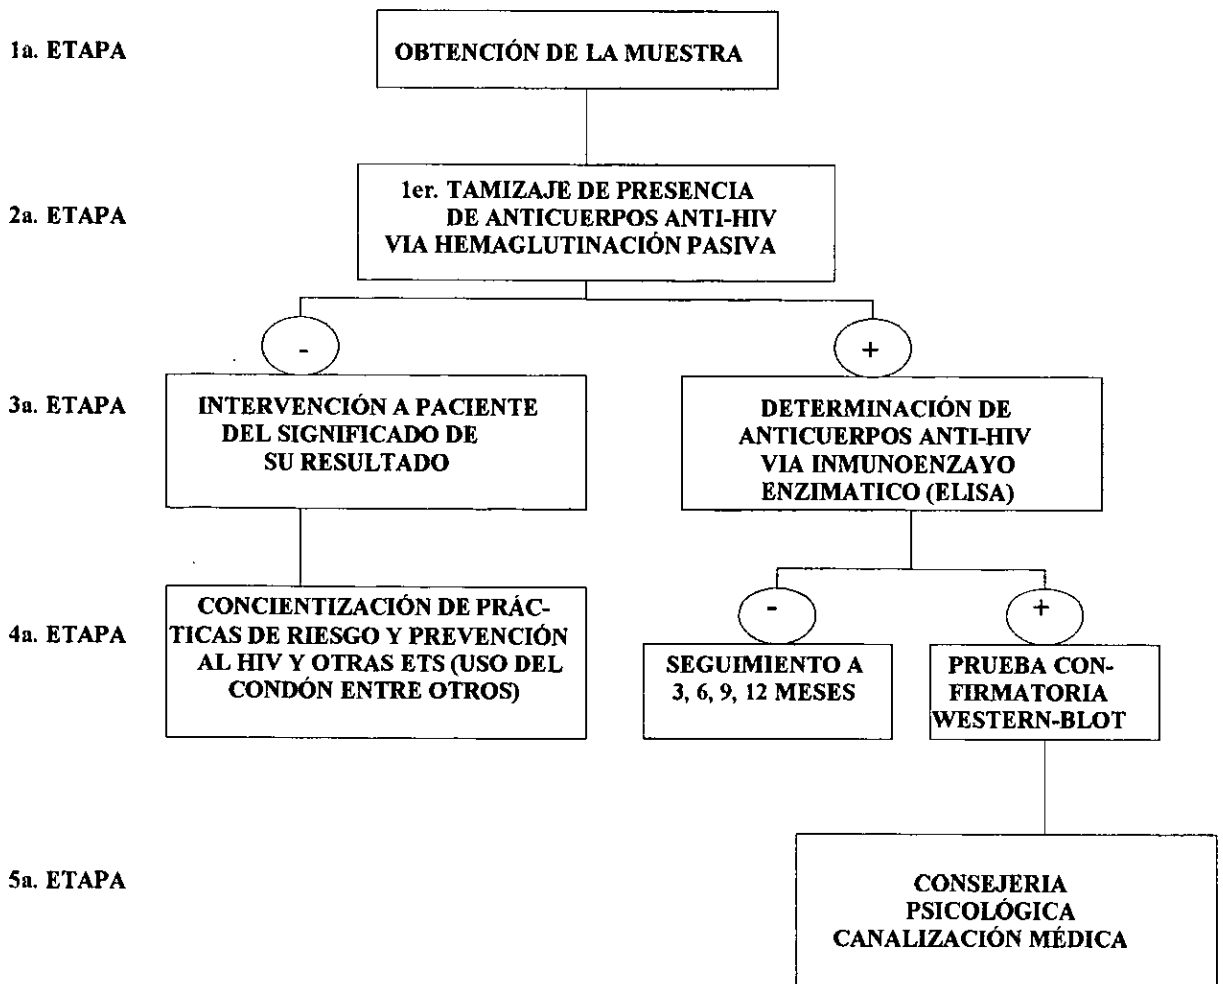 1a. ETAPA
OBTENCIÓN DE LA MUESTRA
2a. ETAPA
1er. TAMIZAJE DE PRESENCIA
DE ANTICUERPOS ANTI-HIV
VIA HEMAGLUTINACIÓN PASIVA
-
+
3a. ETAPA
INTERVENCIÓN A PACIENTE
DEL SIGNIFICADO DE
SU RESULTADO
DETERMINACIÓN DE
ANTICUERPOS ANTI-HIV
VIA INMUNOENZAYO
ENZIMATICO (ELISA)
4a. ETAPA
CONCIENTIZACIÓN DE PRÁC-
TICAS DE RIESGO Y PREVENCIÓN
AL HIV Y OTRAS ETS (USO DEL
CONDÓN ENTRE OTROS)
-
SEGUIMIENTO A
3, 6, 9, 12 MESES
+
PRUEBA CON-
FIRMATORIA
WESTERN-BLOT
5a. ETAPA
CONSEJERIA
PSICOLÓGICA
CANALIZACIÓN MÉDICA